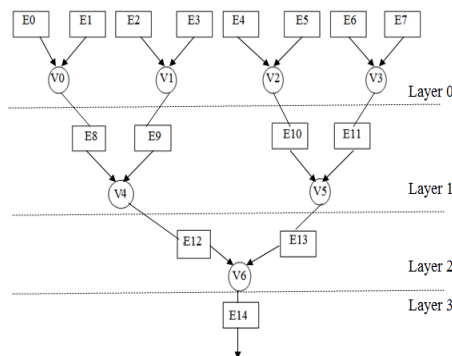 E0 E1 E2 E3 E4 E5 E6 E7
V0 V1 V2 V3
Layer 0
E8 E9 E10 E11
V4 V5
Layer 1
E12 E13
V6
Layer 2
Layer 3
E14